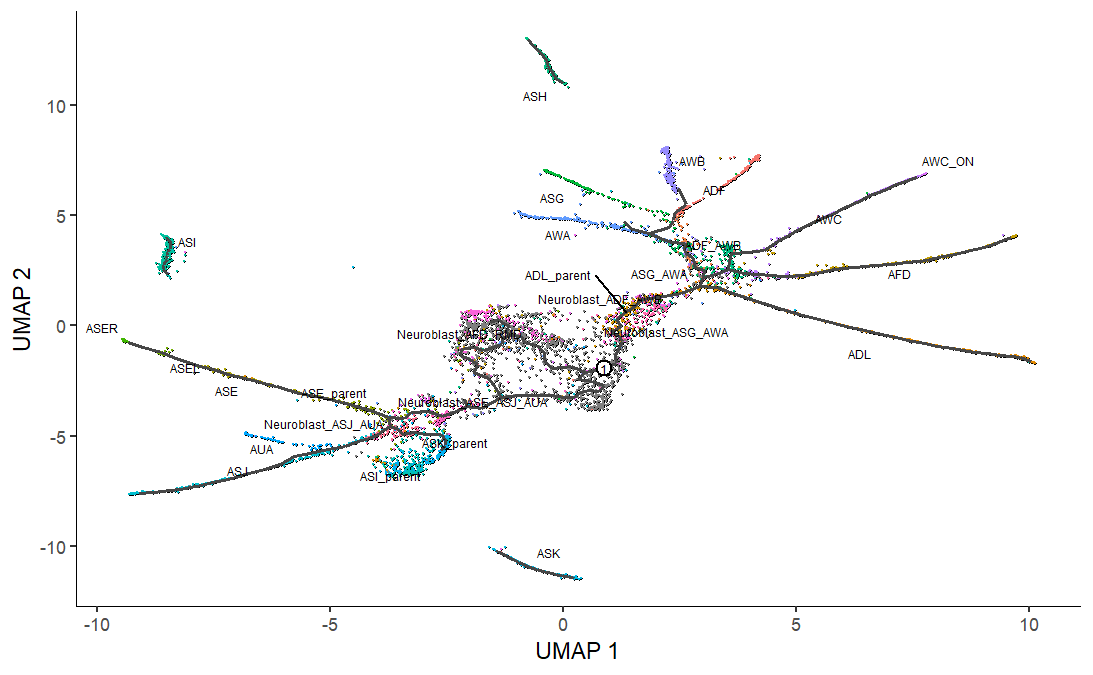 ASH
10
AWB
AWC_ON
ADF
ASG
AWC
5
AWA
ASI
ADF_AWB
ADL_parent
ASG_AWA
AFD
Neuroblast_ADF_AWB
0
ASER
Neuroblast_AFD_RMD
Neuroblast_ASG_AWA
1
ADL
ASEL
ASE
ASE_parent
Neuroblast_ASE_ASJ_AUA
Neuroblast_ASJ_AUA
-5
ASK_parent
AUA
ASJ
ASI_parent
-10
ASK
-10
-5
0
5
10
UMAP 1
UMAP 2